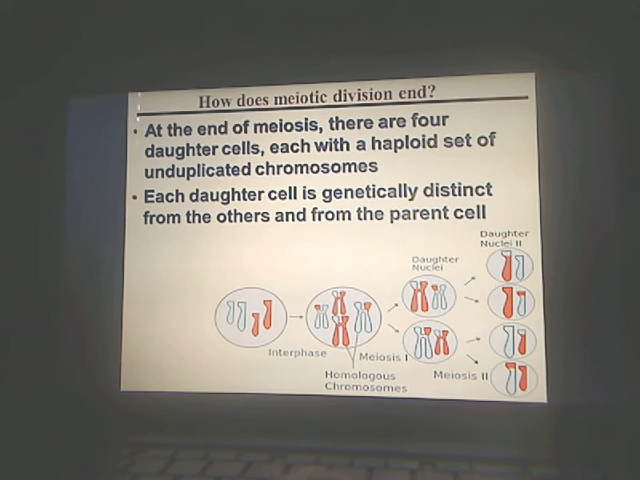 How does meiotic division end?
• At the end of meiosis, there are four
daughter cells, each with a haploid set of
unduplicated chromosomes
• Each daughter cell is genetically distinct
from the others and from the parent cell
Daughter
Nuclei II
Daughter
Nuclei
Interphase
Meiosis I
Homologous
Chromosomes
Meiosis II